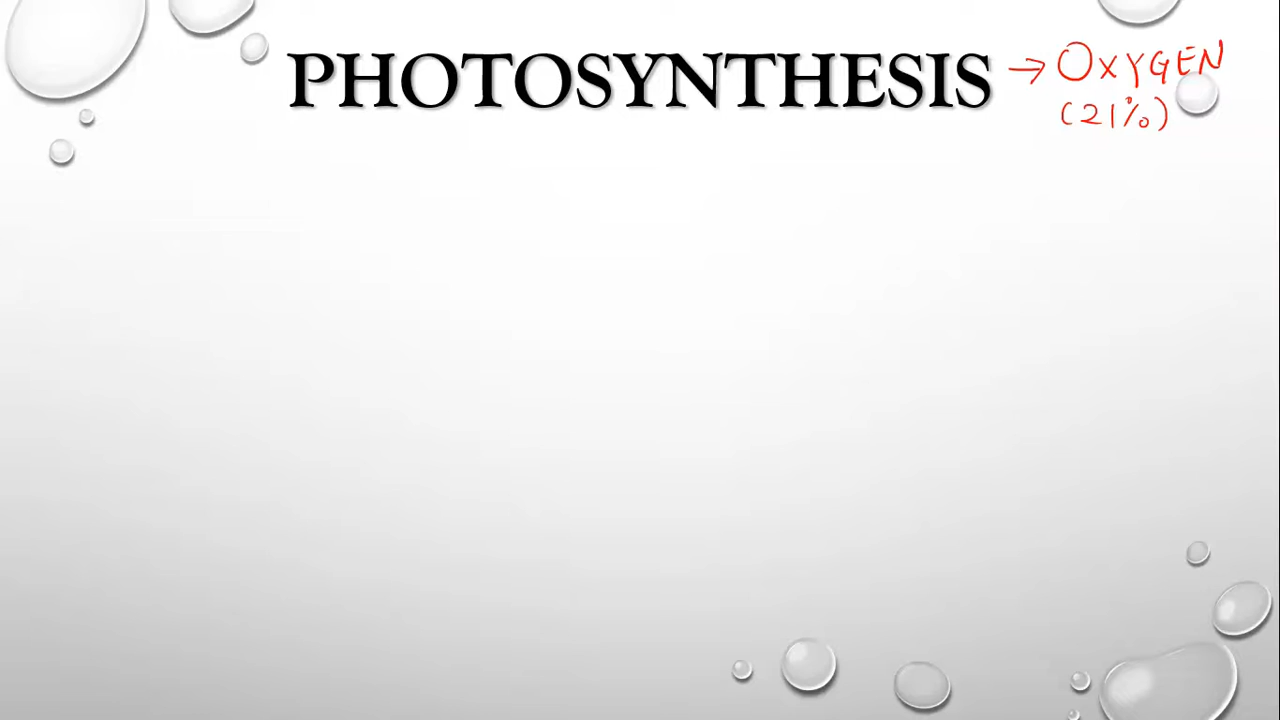 PHOTOSYNTHESIS → OXYGEN
(21%)